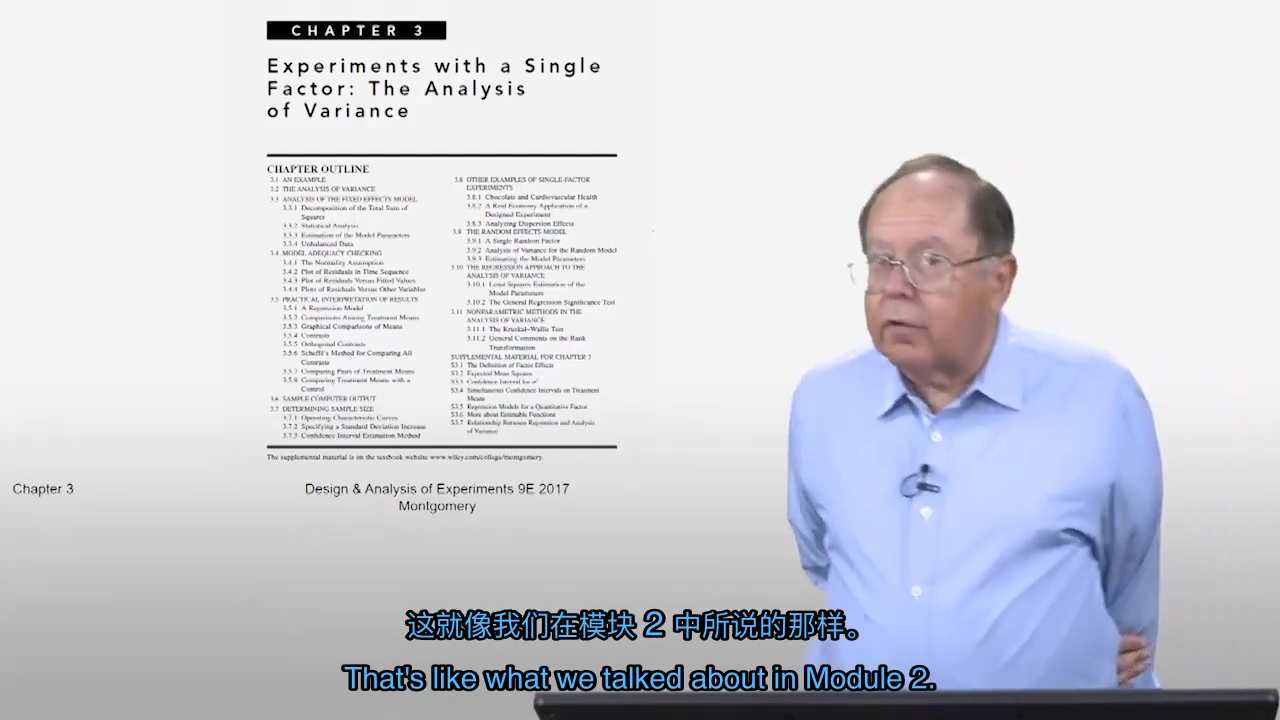 CHAPTER 3
Experiments with a Single
Factor: The Analysis
of Variance
CHAPTER OUTLINE
3.1 AN EXAMPLE
3.2 THE ANALYSIS OF VARIANCE
3.3 ANALYSIS OF THE FIXED EFFECTS MODEL
3.3.1 Decomposition of the Total Sum of
Squares
3.3.2 Statistical Analysis
3.3.3 Estimation of the Model Parameters
3.3.4 Unbalanced Data
3.4 MODEL ADEQUACY CHECKING
3.4.1 The Normality Assumption
3.4.2 Plot of Residuals in Time Sequence
3.4.3 Plot of Residuals Versus Fitted Values
3.4.4 Plots of Residuals Versus Other Variables
3.5 PRACTICAL INTERPRETATION OF RESULTS
3.5.1 A Regression Model
3.5.2 Comparisons Among Treatment Means
3.5.3 Graphical Comparisons of Means
3.5.4 Contrasts
3.5.5 Orthogonal Contrasts
3.5.6 Scheffé's Method for Comparing All
Contrasts
3.5.7 Comparing Pairs of Treatment Means
3.5.8 Comparing Treatment Means with a
Control
3.6 SAMPLE COMPUTER OUTPUT
3.7 DETERMINING SAMPLE SIZE
3.7.1 Operating Characteristic Curves
3.7.2 Specifying a Standard Deviation Increase
3.7.3 Confidence Interval Estimation Method
3.8 OTHER EXAMPLES OF SINGLE-FACTOR
EXPERIMENTS
3.8.1 Chocolate and Cardiovascular Health
3.8.2 A Real Economy Application of a
Designed Experiment
3.8.3 Analyzing Dispersion Effects
3.9 THE RANDOM EFFECTS MODEL
3.9.1 A Single Random Factor
3.9.2 Analysis of Variance for the Random Model
3.9.3 Estimating the Model Parameters
3.10 THE REGRESSION APPROACH TO THE
ANALYSIS OF VARIANCE
3.10.1 Least Squares Estimation of the
Model Parameters
3.10.2 The General Regression Significance Test
3.11 NONPARAMETRIC METHODS IN THE
ANALYSIS OF VARIANCE
3.11.1 The Kruskal–Wallis Test
3.11.2 General Comments on the Rank
Transformation
SUPPLEMENTAL MATERIAL FOR CHAPTER 3
S3.1 The Definition of Factor Effects
S3.2 Expected Mean Squares
S3.3 Confidence Interval for σ²
S3.4 Simultaneous Confidence Intervals on Treatment
Means
S3.5 Regression Models for a Quantitative Factor
S3.6 More about Estimable Functions
S3.7 Relationship Between Regression and Analysis
of Variance
The supplemental material is on the textbook website www.wiley.com/college/montgomery.
Chapter 3
Design & Analysis of Experiments 9E 2017
Montgomery
这就像我们在模块 2 中所说的那样。
That's like what we talked about in Module 2.